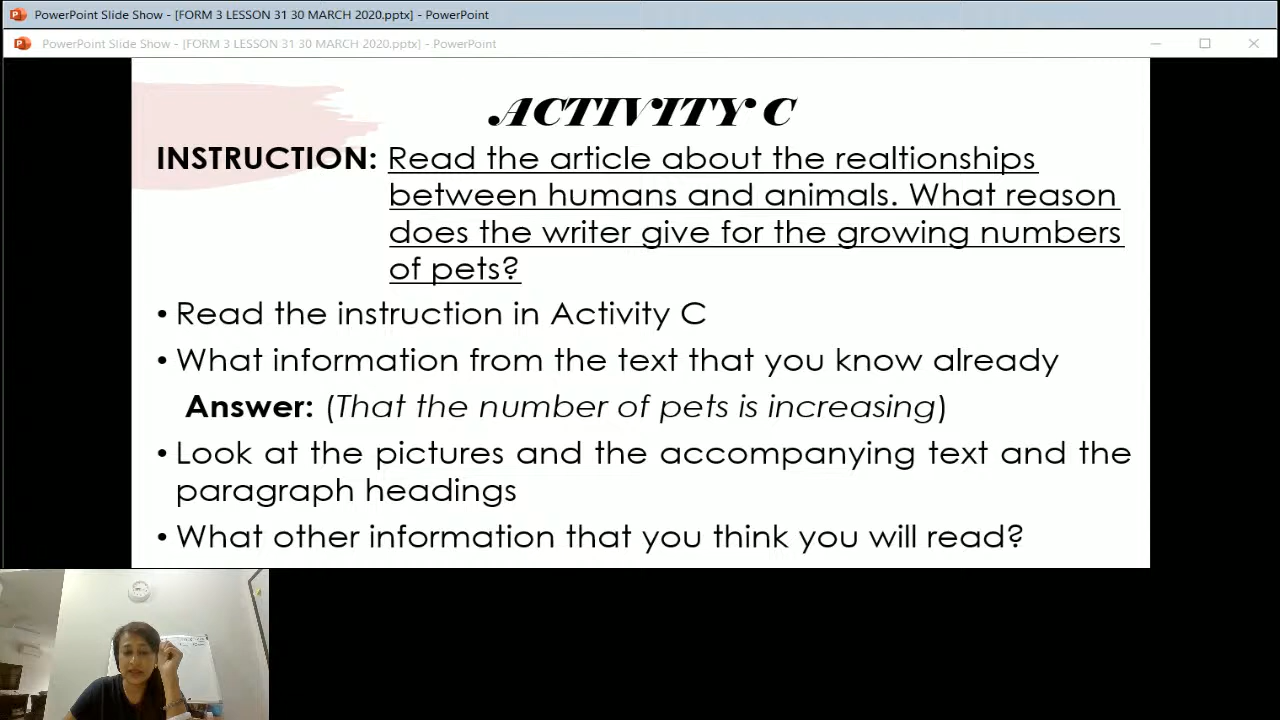 PowerPoint Slide Show - [FORM 3 LESSON 31 30 MARCH 2020.pptx] - PowerPoint
PowerPoint Slide Show - [FORM 3 LESSON 31 30 MARCH 2020.pptx] - PowerPoint
ACTIVITY C
INSTRUCTION: Read the article about the realtionships
between humans and animals. What reason
does the writer give for the growing numbers
of pets?
• Read the instruction in Activity C
• What information from the text that you know already
Answer: (That the number of pets is increasing)
• Look at the pictures and the accompanying text and the
paragraph headings
• What other information that you think you will read?